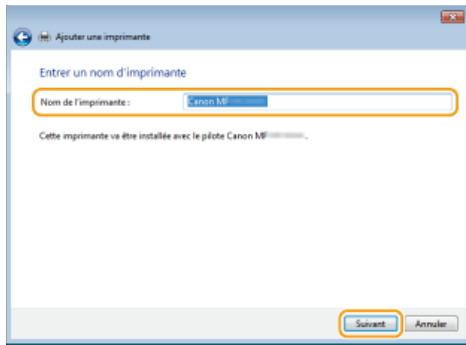 Ajouter une imprimante
Entrer un nom d'imprimante
Nom de l'imprimante : Canon MF
Cette imprimante va être installée avec le pilote Canon MF .
Suivant Annuler